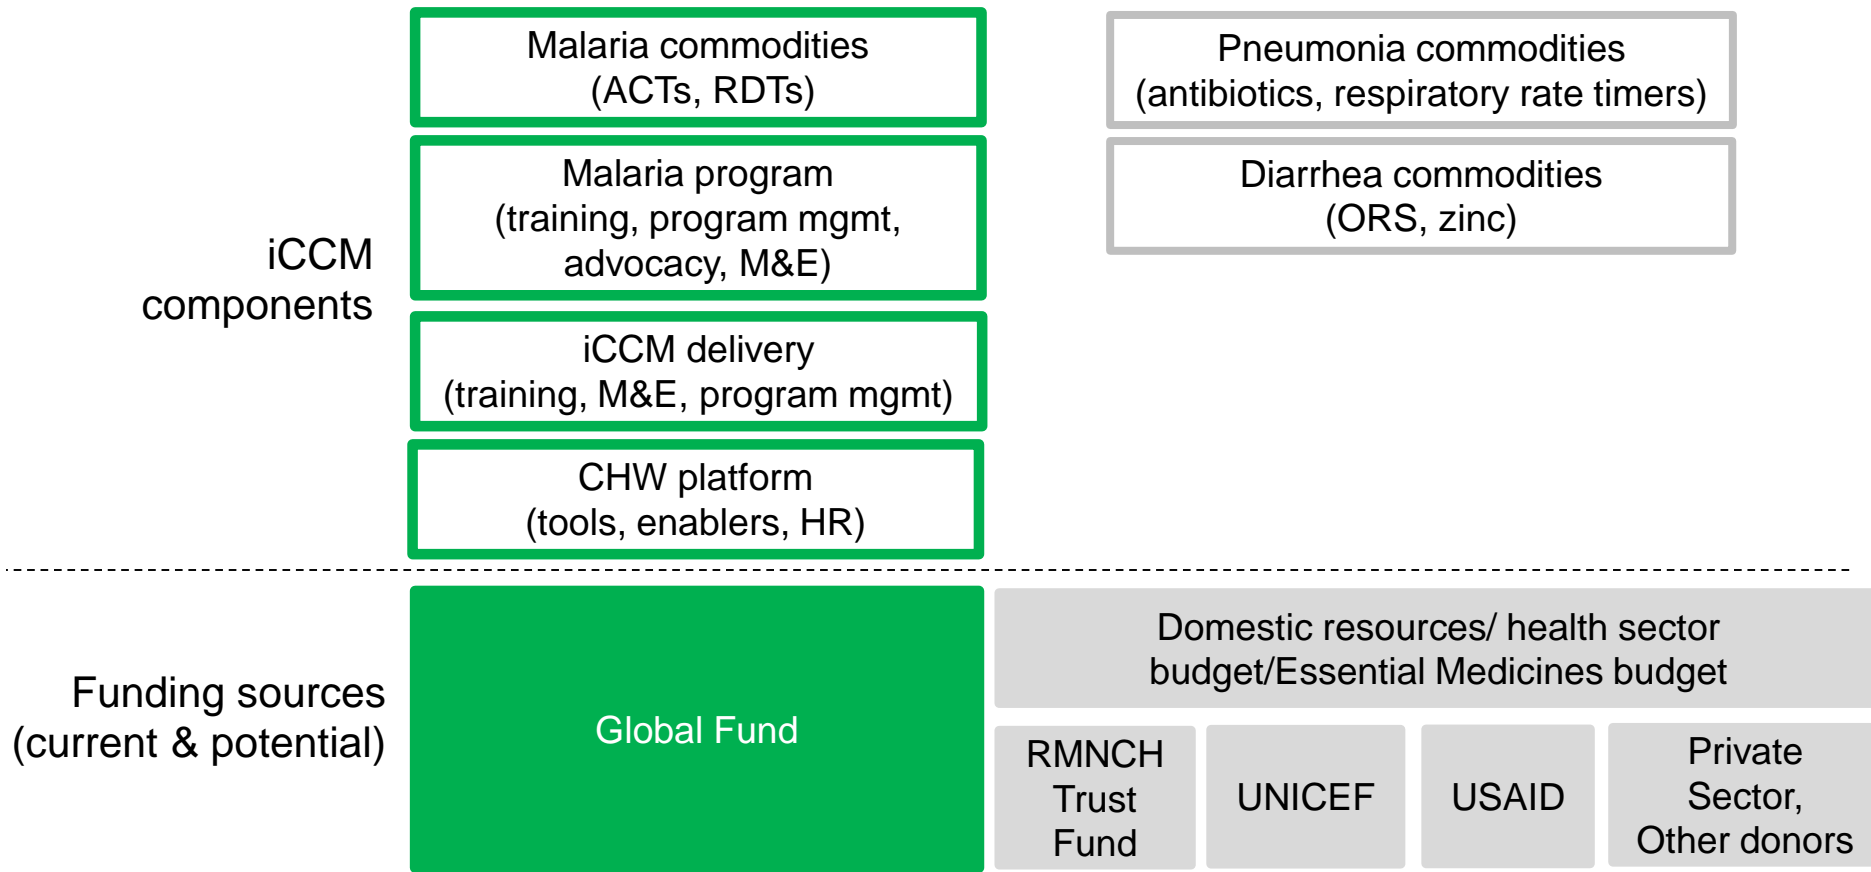 Malaria commodities
(ACTs, RDTs)
Pneumonia commodities
(antibiotics, respiratory rate timers)
Malaria program
(training, program mgmt,
advocacy, M&E)
Diarrhea commodities
(ORS, zinc)
iCCM
components
iCCM delivery
(training, M&E, program mgmt)
CHW platform
(tools, enablers, HR)
Funding sources
(current & potential)
Global Fund
Domestic resources/ health sector
budget/Essential Medicines budget
RMNCH
Trust
Fund
UNICEF
USAID
Private
Sector,
Other donors